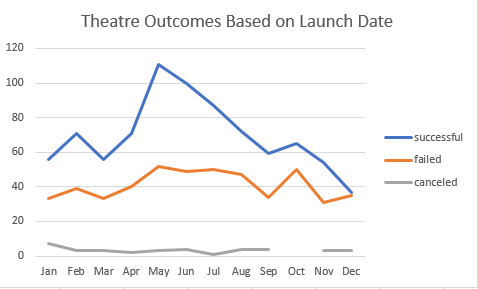 Theatre Outcomes Based on Launch Date
120
100
80
60
40
20
0
Jan Feb Mar Apr May Jun Jul Aug Sep Oct Nov Dec
successful
failed
canceled